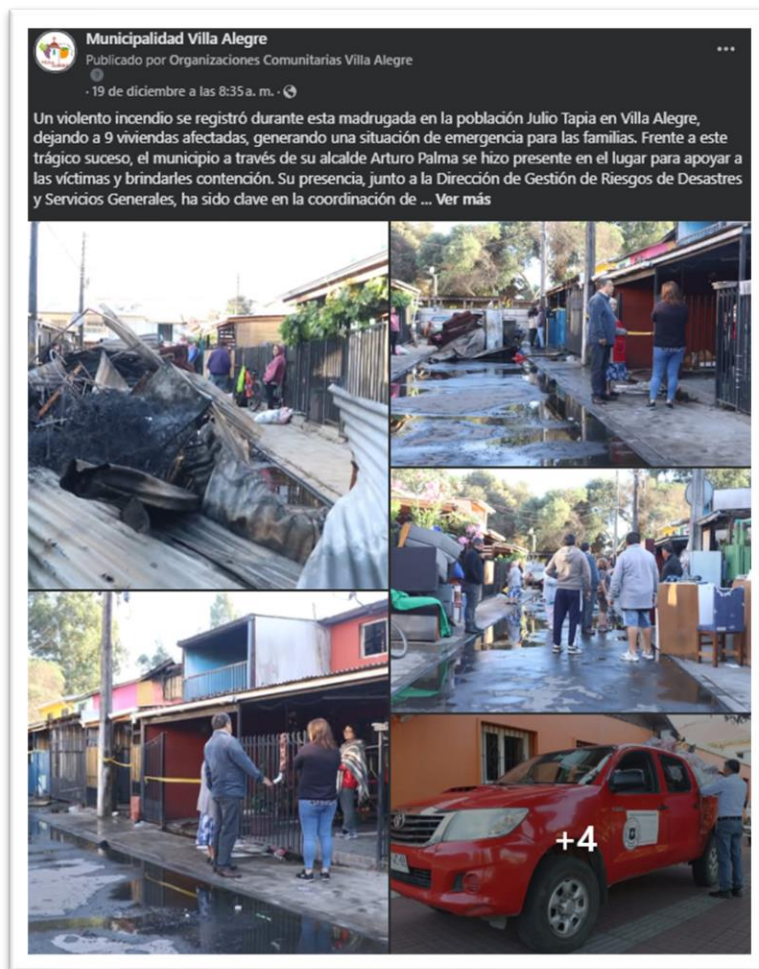 Municipalidad Villa Alegre
Publicado por Organizaciones Comunitarias Villa Alegre
· 19 de diciembre a las 8:35 a. m. ·
Un violento incendio se registró durante esta madrugada en la población Julio Tapia en Villa Alegre,
dejando a 9 viviendas afectadas, generando una situación de emergencia para las familias. Frente a este
trágico suceso, el municipio a través de su alcalde Arturo Palma se hizo presente en el lugar para apoyar a
las víctimas y brindarles contención. Su presencia, junto a la Dirección de Gestión de Riesgos de Desastres
y Servicios Generales, ha sido clave en la coordinación de ... Ver más
+4